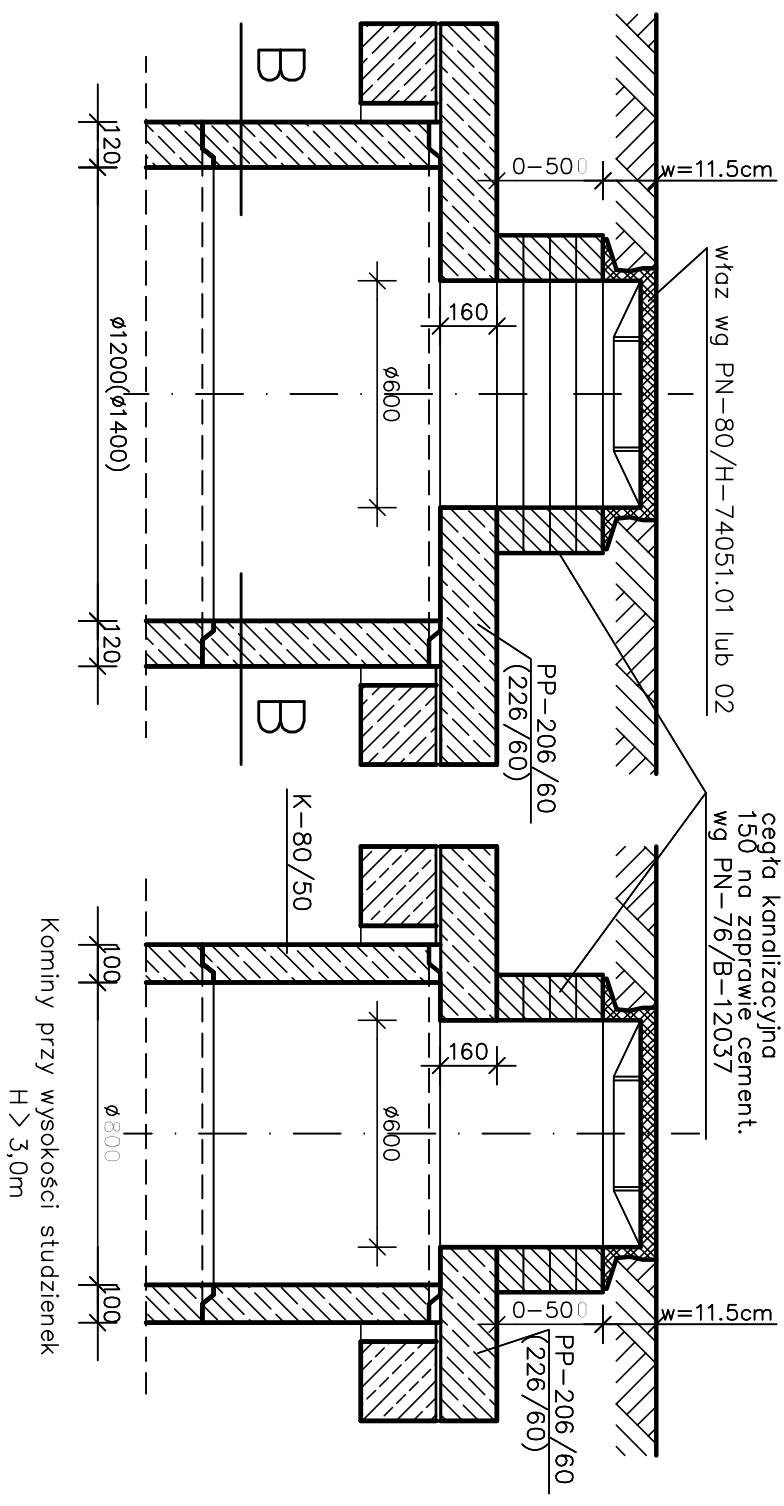 w=11.5cm
0-500
właz wg PN-80/H-74051.01 lub 02
160
ø600
B
B
PP-206/60
(226/60)
120
ø1200(ø1400)
120
cegła kanalizacyjna
150 na zaprawie cement.
wg PN-76/B-12037
w=11.5cm
0-500
160
ø600
PP-206/60
(226/60)
K-80/50
100
ø800
100
Kominy przy wysokości studzienek
H > 3,0m